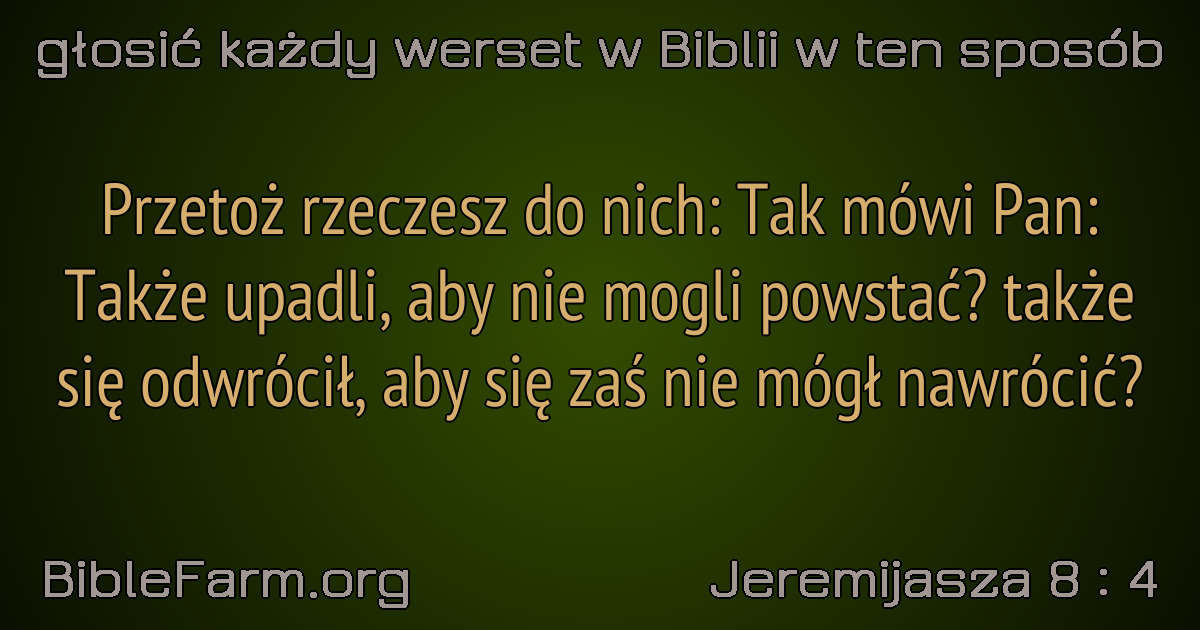 głosić każdy werset w Biblii w ten sposób
Przetoż rzeczesz do nich: Tak mówi Pan:
Także upadli, aby nie mogli powstać? także
się odwrócił, aby się zaś nie mógł nawrócić?
BibleFarm.org
Jeremijasza 8 : 4